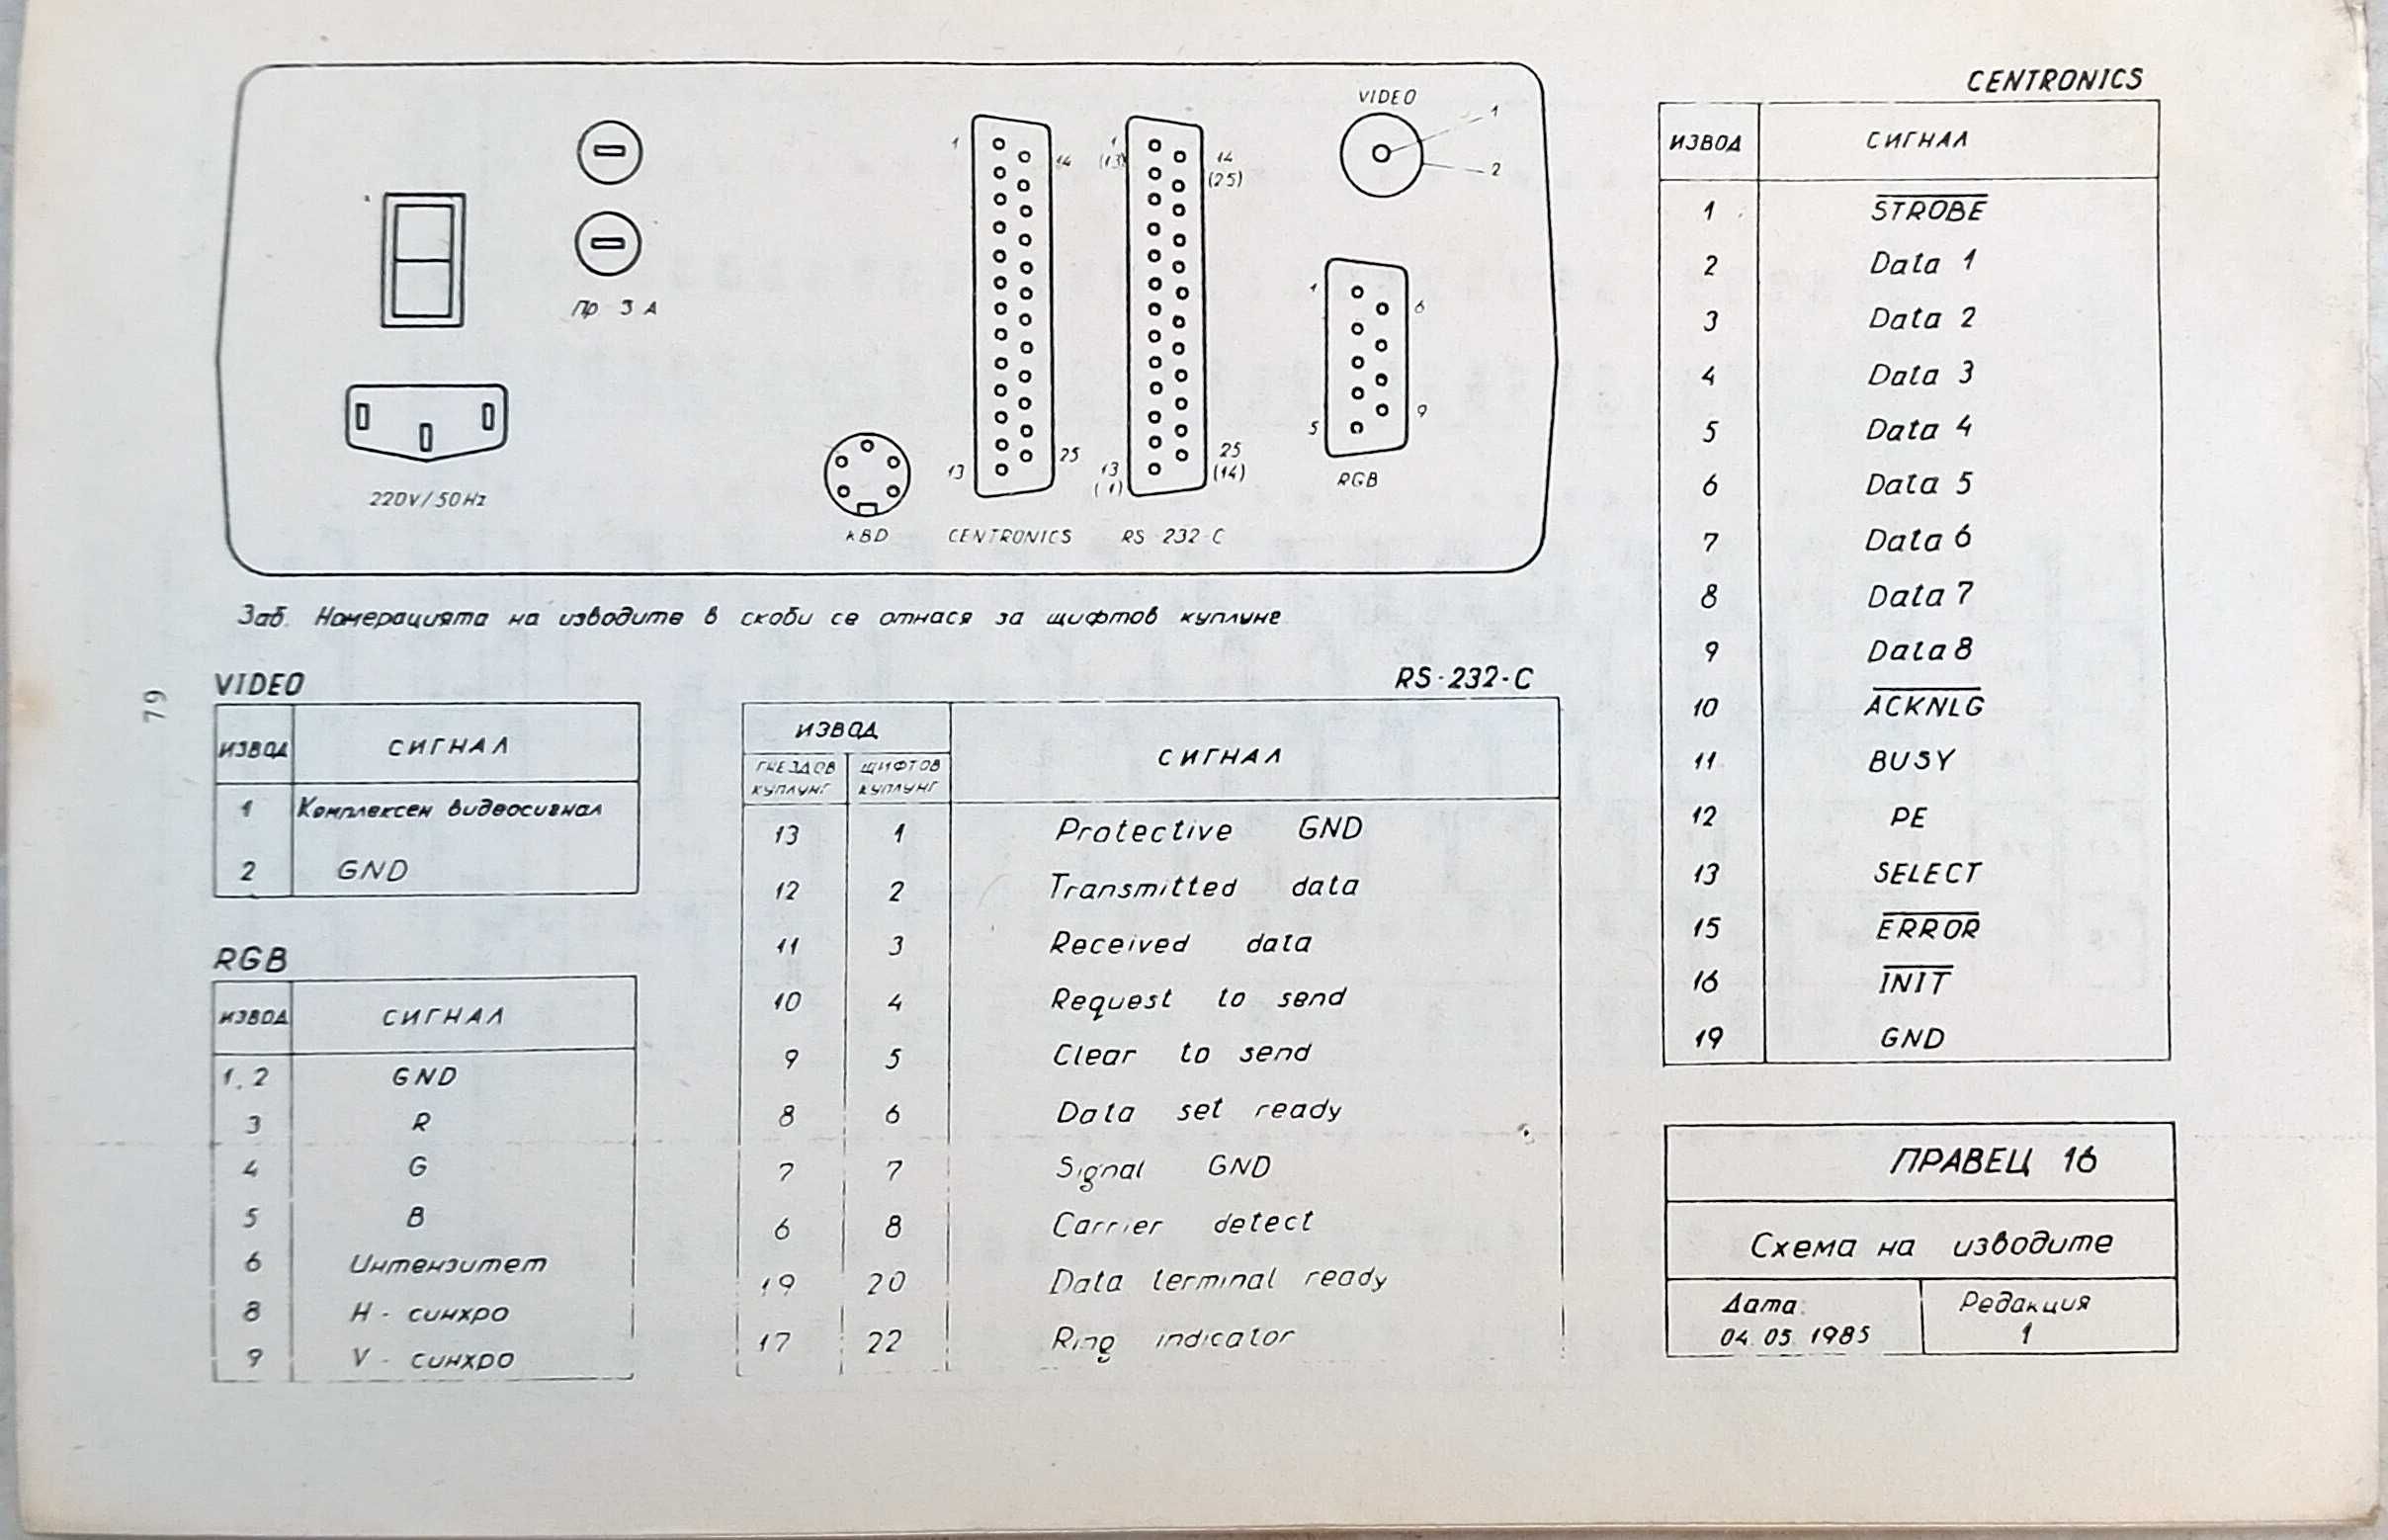 VIDEO
1
2
1
14
1
(13)
14
(25)
Пр 3 А
1
6
9
5
13
25
13
(1)
25
(14)
220V/50Hz
KBD
CENTRONICS
RS-232-C
RGB
Заб. Номерацията на изводите в скоби се отнася за щифтов куплунг.
79
VIDEO
ИЗВОД СИГНАЛ
1 Комплексен видеосигнал
2 GND
RGB
ИЗВОД СИГНАЛ
1, 2 GND
3 R
4 G
5 B
6 Интензитет
8 H - синхро
9 V - синхро
RS-232-C
ИЗВОД СИГНАЛ
ГНЕЗДОВ КУПЛУНГ ЩИФТОВ КУПЛУНГ
13 1 Protective GND
12 2 Transmitted data
11 3 Received data
10 4 Request to send
9 5 Clear to send
8 6 Data set ready
7 7 Signal GND
6 8 Carrier detect
19 20 Data terminal ready
17 22 Ring indicator
CENTRONICS
ИЗВОД СИГНАЛ
1 STROBE
2 Data 1
3 Data 2
4 Data 3
5 Data 4
6 Data 5
7 Data 6
8 Data 7
9 Data 8
10 ACKNLG
11 BUSY
12 PE
13 SELECT
15 ERROR
16 INIT
19 GND
ПРАВЕЦ 16
Схема на изводите
Дата: Редакция
04.05.1985 1